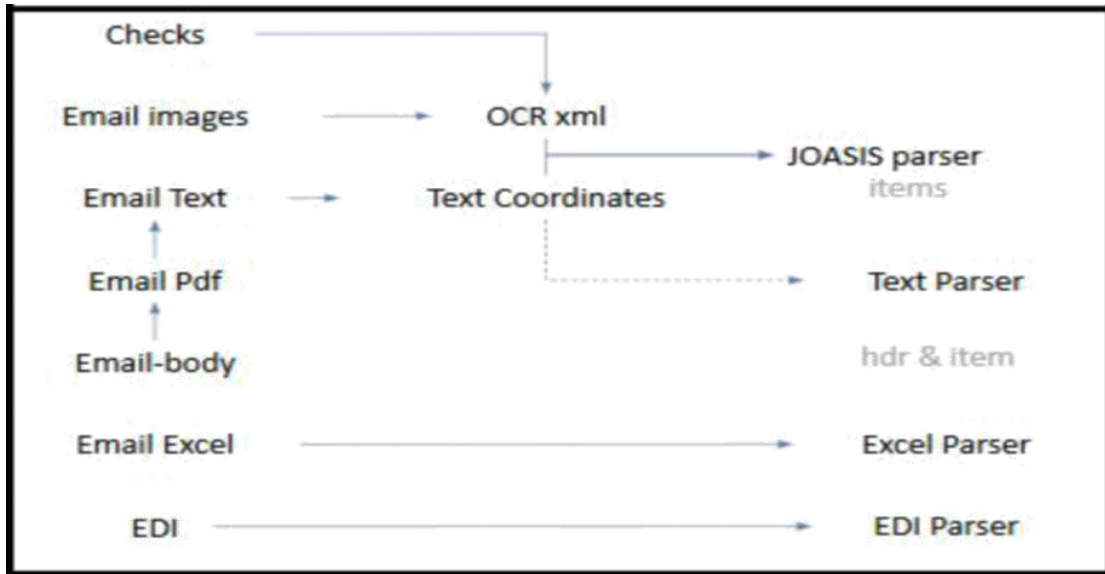 Checks
Email images
OCR xml
JOASIS parser
items
Email Text
Text Coordinates
Email Pdf
Text Parser
Email-body
hdr & item
Email Excel
Excel Parser
EDI
EDI Parser